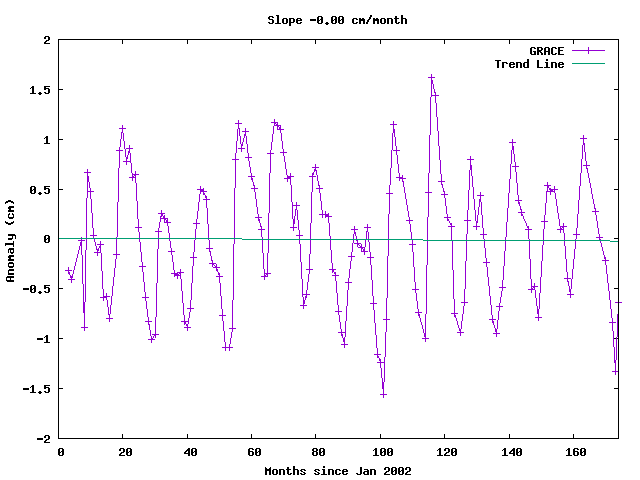 Slope -0.00 cm/month
GRACE
Trend Line
2
1.5
1
0.5
0
-0.5
-1
-1.5
-2
Anomaly (cm)
0 20 40 60 80 100 120 140 160
Months since Jan 2002